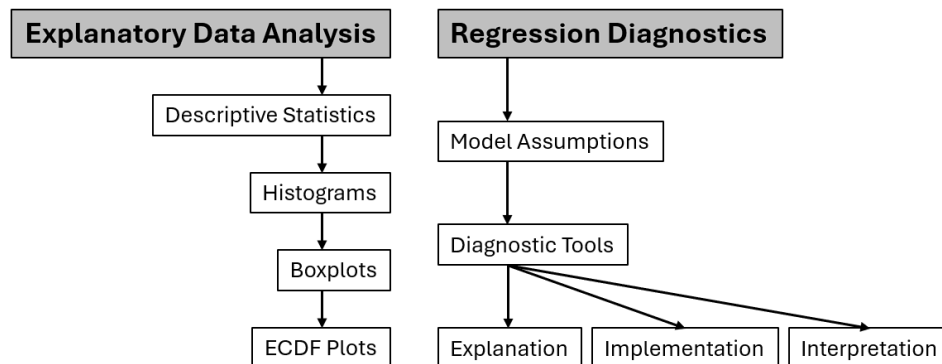 Explanatory Data Analysis
Descriptive Statistics
Histograms
Boxplots
ECDF Plots
Regression Diagnostics
Model Assumptions
Diagnostic Tools
Explanation
Implementation
Interpretation